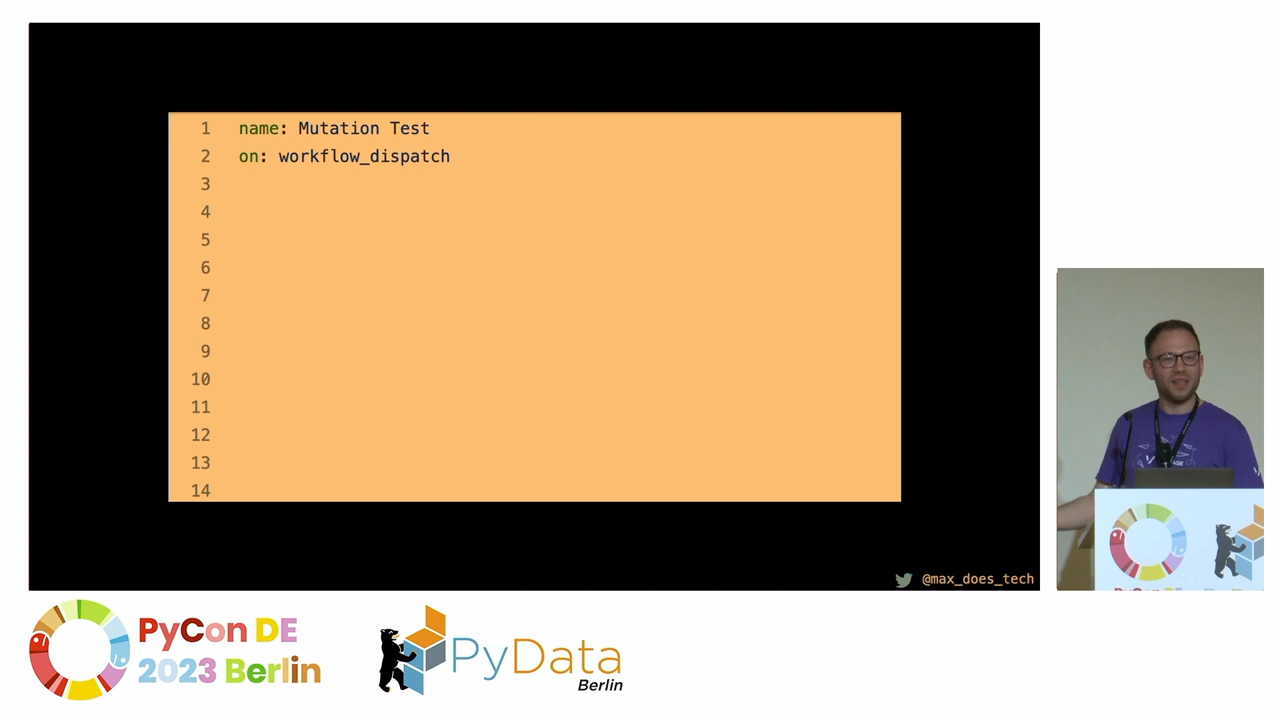 1 name: Mutation Test
2 on: workflow_dispatch
3
4
5
6
7
8
9
10
11
12
13
14
@max_does_tech
PyCon DE
2023 Berlin
PyData
Berlin